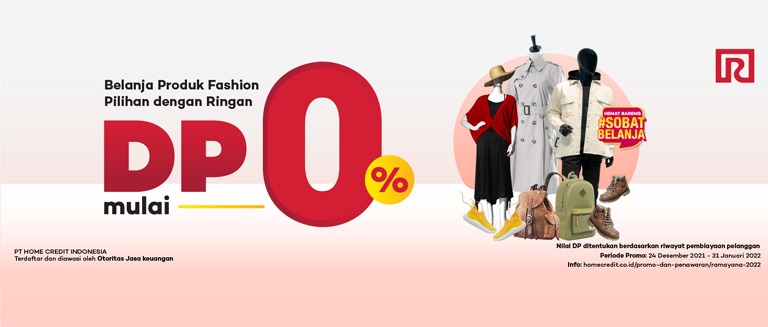 Belanja Produk Fashion
Pilihan dengan Ringan
DP 0%
mulai
HEMAT BARENG
#SOBAT
BELANJA
PT HOME CREDIT INDONESIA
Terdaftar dan diawasi oleh Otoritas Jasa keuangan
Nilai DP ditentukan berdasarkan riwayat pembiayaan pelanggan
Periode Promo: 24 Desember 2021 - 31 Januari 2022
Info: homecredit.co.id/promo-dan-penawaran/ramayana-2022